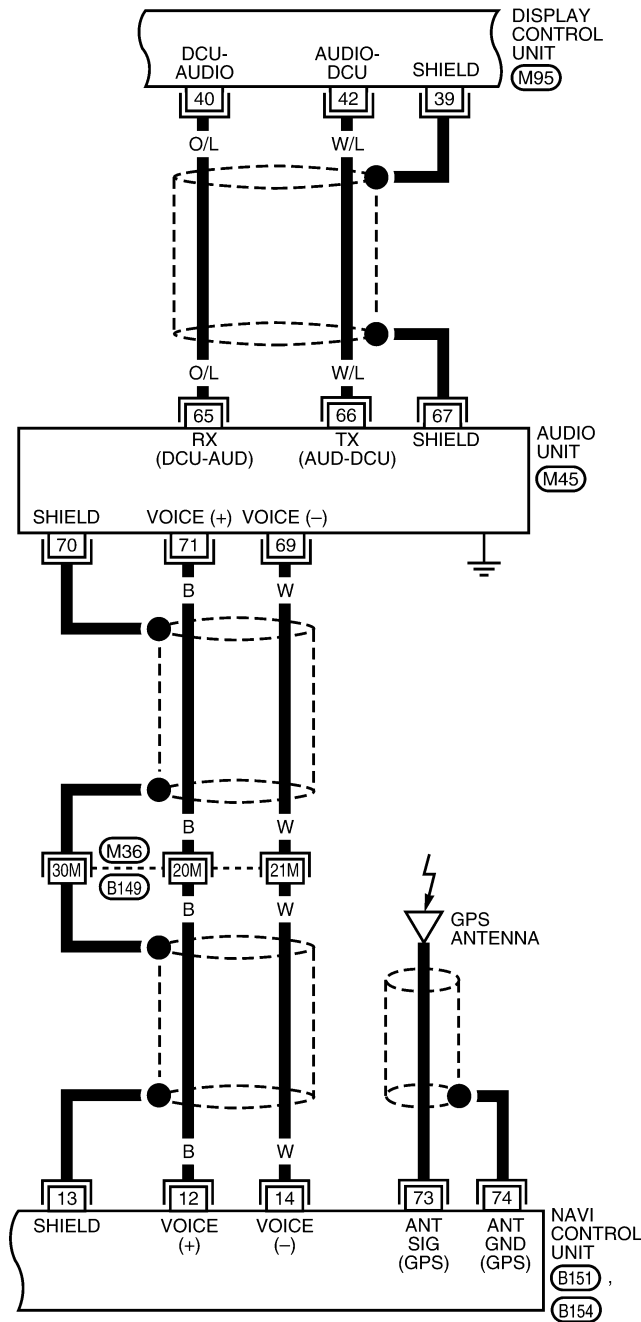 DISPLAY
CONTROL
UNIT
M95
DCU-
AUDIO
AUDIO-
DCU
SHIELD
40
42
39
O/L
W/L
O/L
W/L
65
66
67
RX
(DCU-AUD)
TX
(AUD-DCU)
SHIELD
AUDIO
UNIT
M45
SHIELD
VOICE (+)
VOICE (–)
70
71
69
B
W
B
W
30M
M36
B149
20M
21M
B
W
GPS
ANTENNA
B
W
13
12
14
73
74
SHIELD
VOICE
(+)
VOICE
(–)
ANT
SIG
(GPS)
ANT
GND
(GPS)
NAVI
CONTROL
UNIT
B151 ,
B154